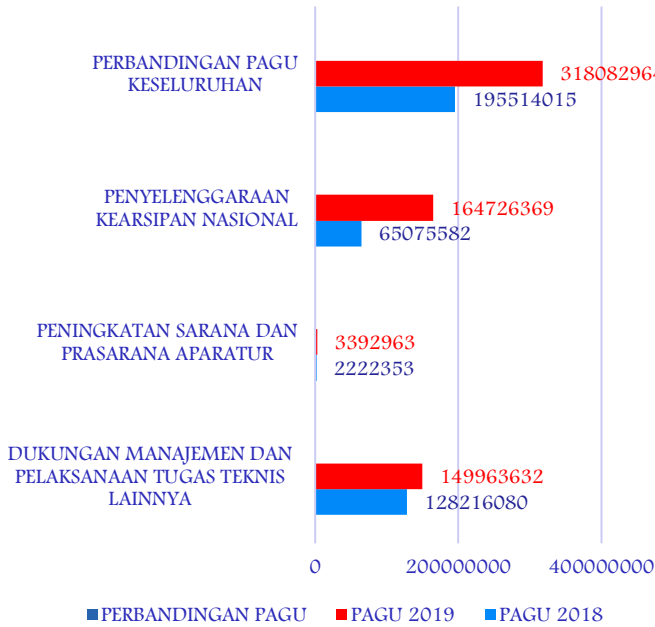 PERBANDINGAN PAGU
KESELURUHAN
318082964
195514015
PENYELENGGARAAN
KEARSIPAN NASIONAL
164726369
65075582
PENINGKATAN SARANA DAN
PRASARANA APARATUR
3392963
2222353
DUKUNGAN MANAJEMEN DAN
PELAKSANAAN TUGAS TEKNIS
LAINNYA
149963632
128216080
0 200000000 400000000
PERBANDINGAN PAGU PAGU 2019 PAGU 2018